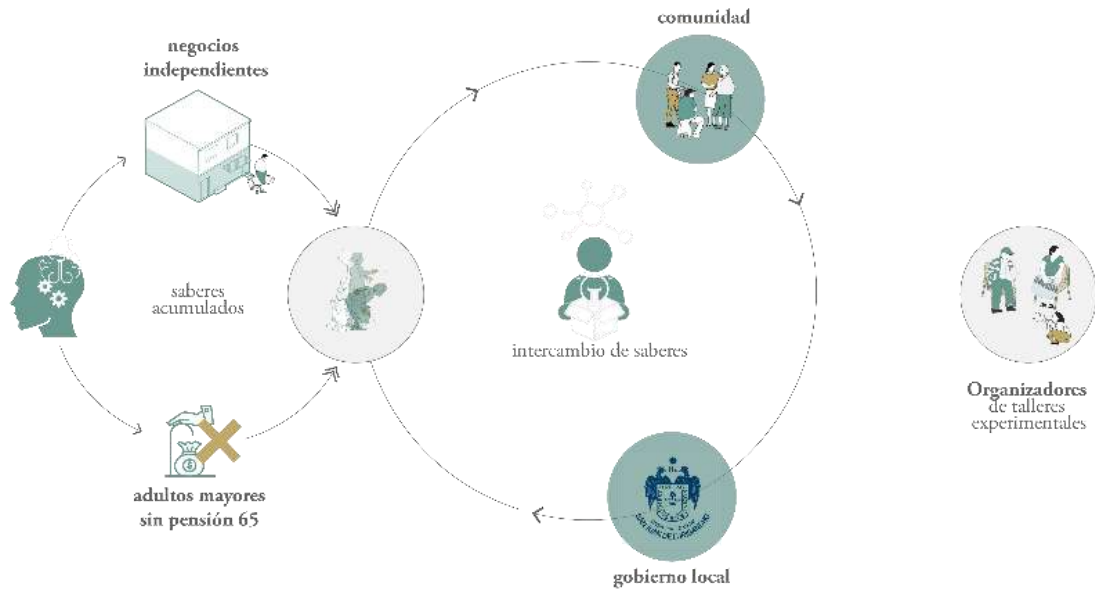 comunidad
negocios
independientes
saberes
acumulados
intercambio de saberes
Organizadores
de talleres
experimentales
adultos mayores
sin pensión 65
gobierno local